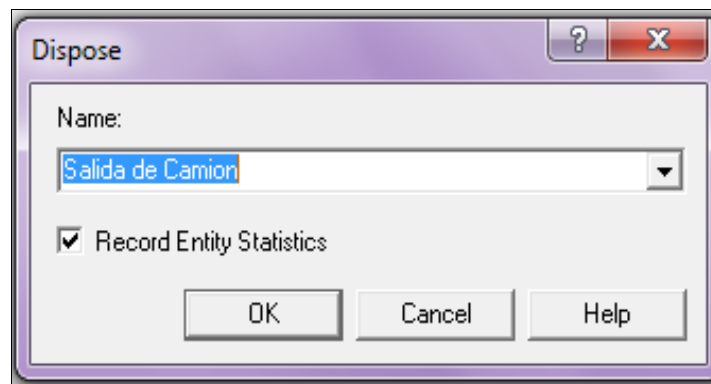 Dispose
?
Name:
Salida de Camion
Record Entity Statistics
OK Cancel Help